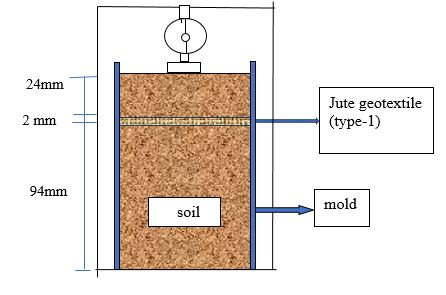 24mm
2 mm
94mm
Jute geotextile
(type-1)
soil
mold